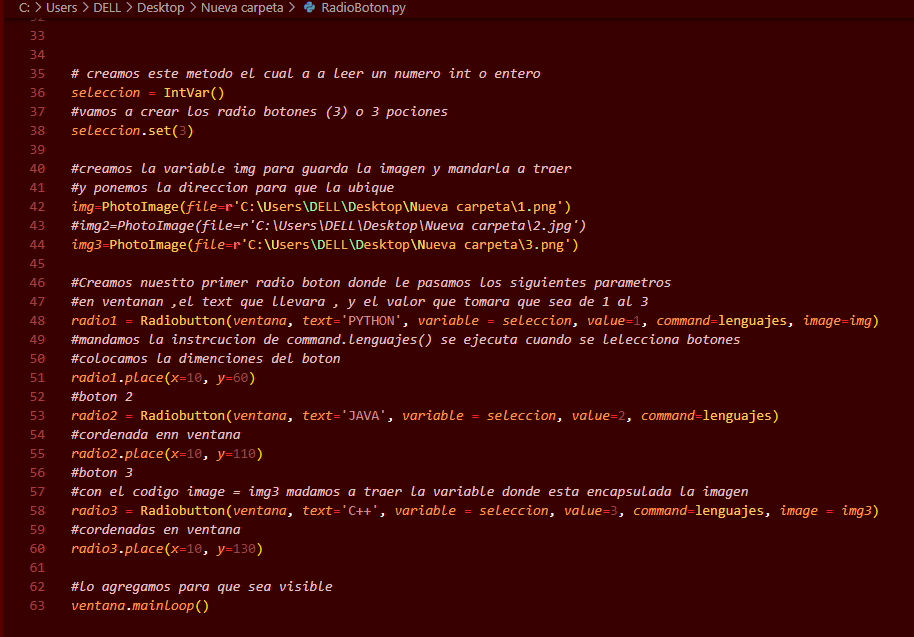 C: > Users > DELL > Desktop > Nueva carpeta > RadioBoton.py
32
33
34
35 # creamos este metodo el cual a a leer un numero int o entero
36 seleccion = IntVar()
37 #vamos a crear los radio botones (3) o 3 pociones
38 seleccion.set(3)
39
40 #creamos la variable img para guarda la imagen y mandarla a traer
41 #y ponemos la direccion para que la ubique
42 img=PhotoImage(file=r'C:\Users\DELL\Desktop\Nueva carpeta\1.png')
43 #img2=PhotoImage(file=r'C:\Users\DELL\Desktop\Nueva carpeta\2.jpg')
44 img3=PhotoImage(file=r'C:\Users\DELL\Desktop\Nueva carpeta\3.png')
45
46 #Creamos nuestto primer radio boton donde le pasamos los siguientes parametros
47 #en ventanan ,el text que llevara , y el valor que tomara que sea de 1 al 3
48 radio1 = Radiobutton(ventana, text='PYTHON', variable = seleccion, value=1, command=lenguajes, image=img)
49 #mandamos la instrcucion de command.lenguajes() se ejecuta cuando se lelecciona botones
50 #colocamos la dimenciones del boton
51 radio1.place(x=10, y=60)
52 #boton 2
53 radio2 = Radiobutton(ventana, text='JAVA', variable = seleccion, value=2, command=lenguajes)
54 #cordenada enn ventana
55 radio2.place(x=10, y=110)
56 #boton 3
57 #con el codigo image = img3 madamos a traer la variable donde esta encapsulada la imagen
58 radio3 = Radiobutton(ventana, text='C++', variable = seleccion, value=3, command=lenguajes, image = img3)
59 #cordenadas en ventana
60 radio3.place(x=10, y=130)
61
62 #lo agregamos para que sea visible
63 ventana.mainloop()